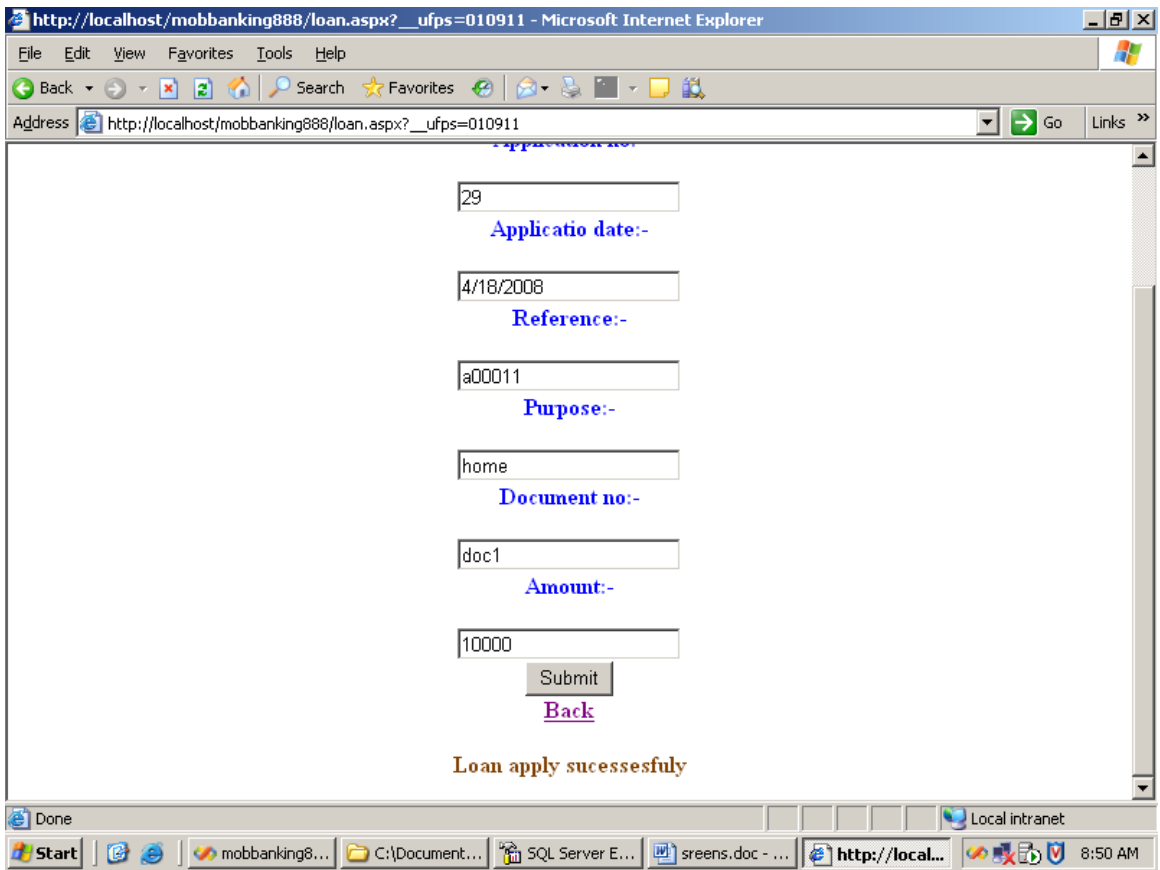 http://localhost/mobbanking888/loan.aspx?__ufps=010911 - Microsoft Internet Explorer
File Edit View Favorites Tools Help
Back Search Favorites
Address http://localhost/mobbanking888/loan.aspx?__ufps=010911 Go Links »
Application no:-
29
Applicatio date:-
4/18/2008
Reference:-
a00011
Purpose:-
home
Document no:-
doc1
Amount:-
10000
Submit
Back
Loan apply sucessesfuly
Done Local intranet
Start mobbanking8... C:\Document... SQL Server E... sreens.doc - ... http://local... 8:50 AM